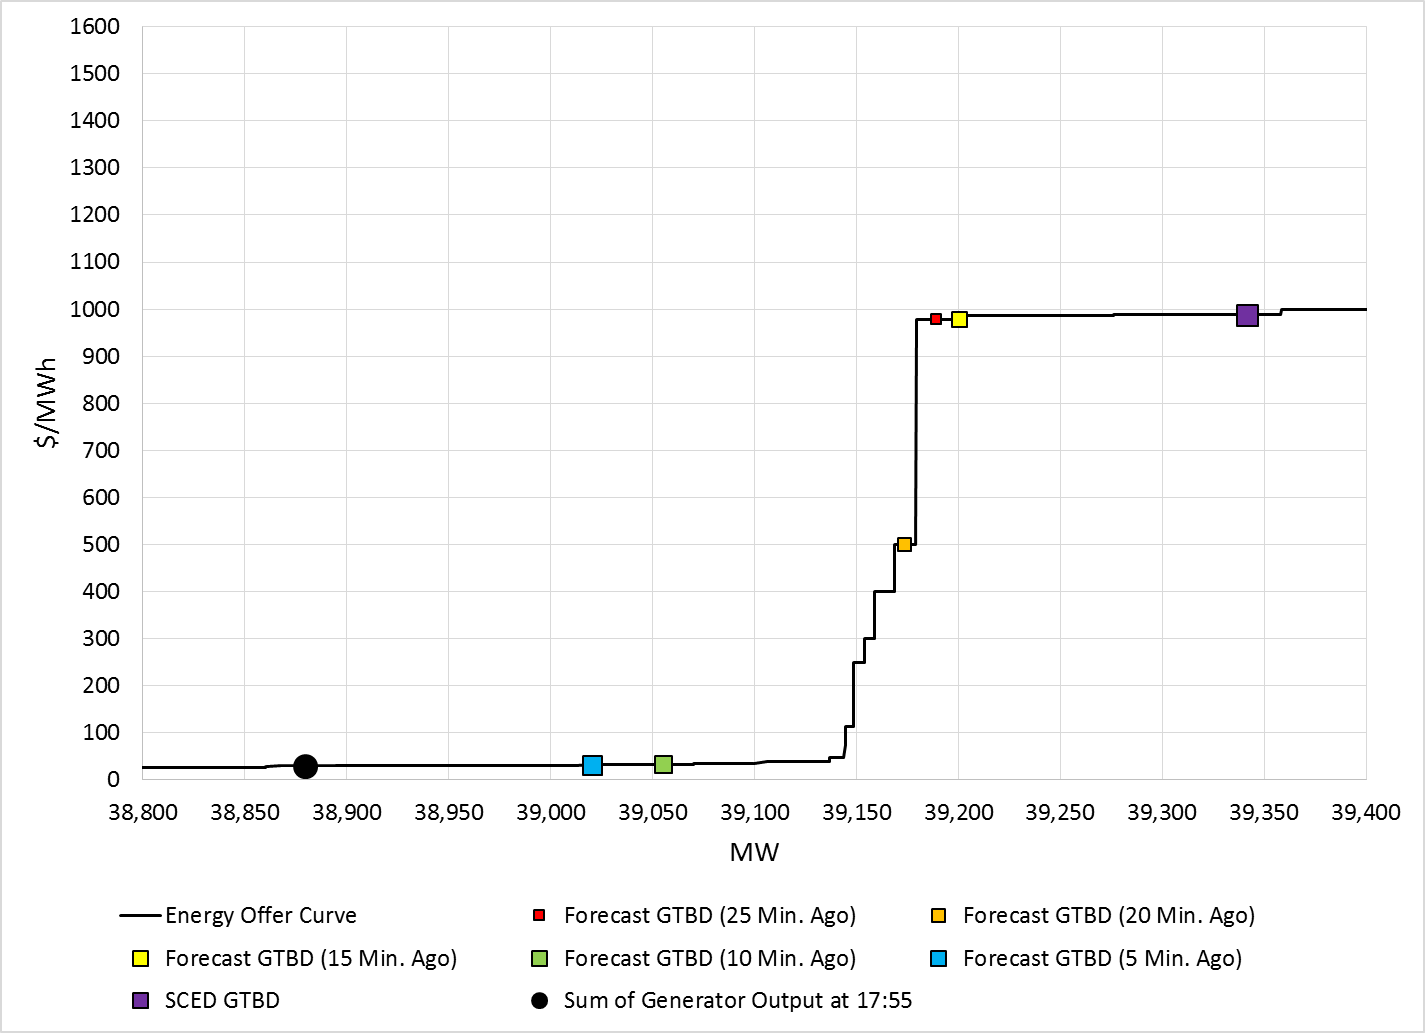 1600
1500
1400
1300
1200
1100
1000
900
800
700
600
500
400
300
200
100
0
$/MWh
38,800 38,850 38,900 38,950 39,000 39,050 39,100 39,150 39,200 39,250 39,300 39,350 39,400
MW
Energy Offer Curve Forecast GTBD (25 Min. Ago) Forecast GTBD (20 Min. Ago)
Forecast GTBD (15 Min. Ago) Forecast GTBD (10 Min. Ago) Forecast GTBD (5 Min. Ago)
SCED GTBD Sum of Generator Output at 17:55